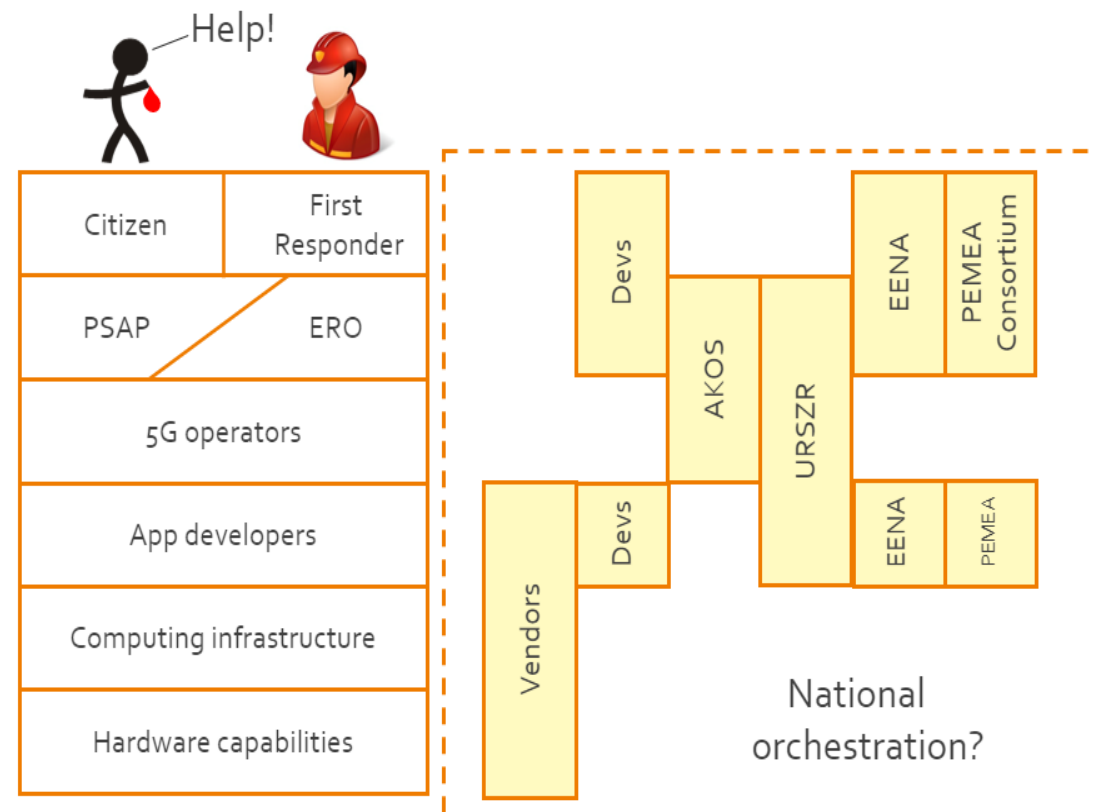 Help!
Citizen
First
Responder
PSAP
ERO
5G operators
App developers
Computing infrastructure
Hardware capabilities
Devs
AKOS
URSZR
EENA
PEMEA
Consortium
Vendors
Devs
EENA
PEMEA
National
orchestration?